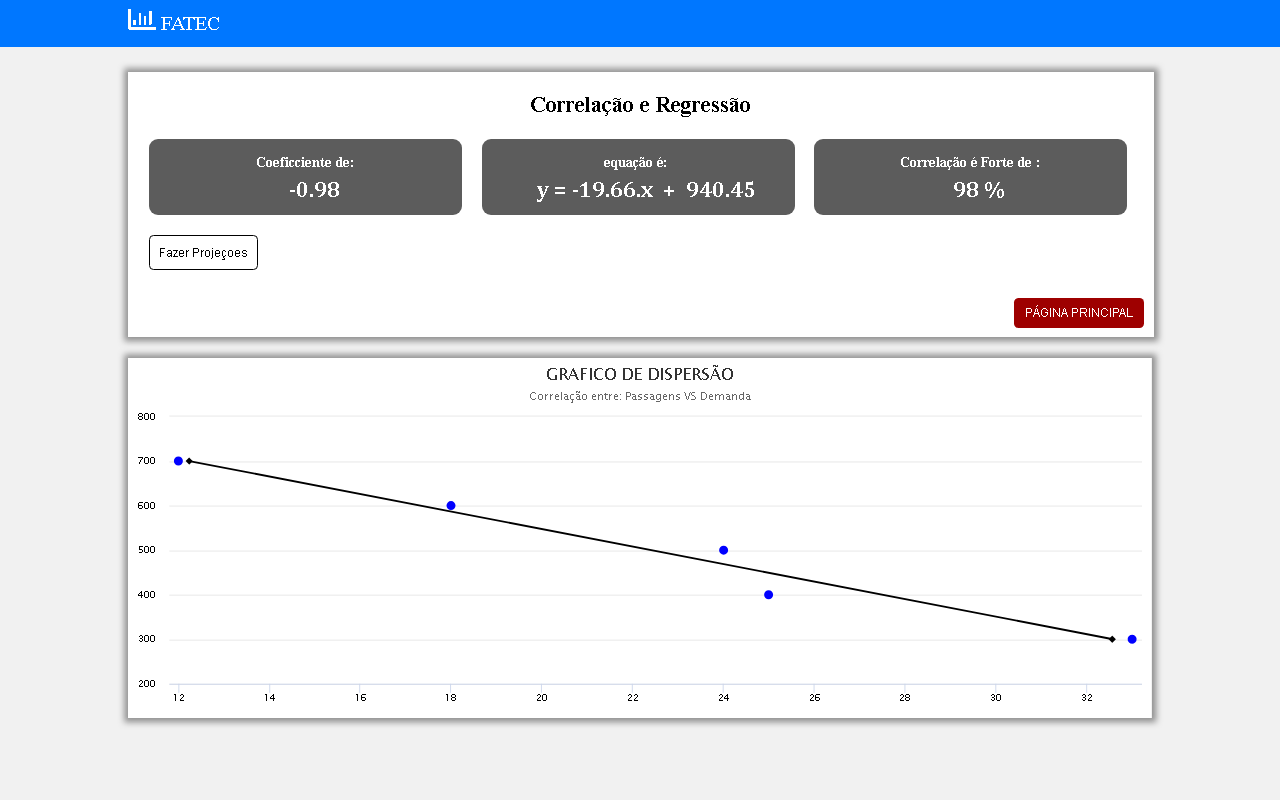 FATEC
Correlação e Regressão
Coeficciente de:
-0.98
equação é:
y = -19.66.x + 940.45
Correlação é Forte de :
98 %
Fazer Projeçoes
PÁGINA PRINCIPAL
GRAFICO DE DISPERSÃO
Correlação entre: Passagens VS Demanda
800
700
600
500
400
300
200
12 14 16 18 20 22 24 26 28 30 32